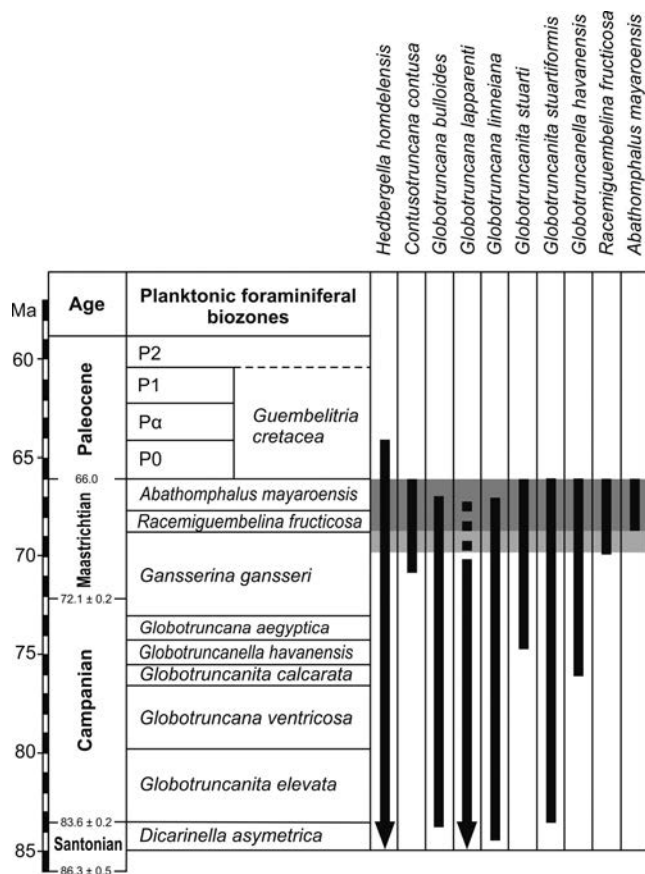 Hedbergella homdelensis
Contusotruncana contusa
Globotruncana bulloides
Globotruncana lapparenti
Globotruncana linneiana
Globotruncanita stuarti
Globotruncanita stuartiformis
Globotruncanella havanensis
Racemiguembelina fructicosa
Abathomphalus mayaroensis
Ma
Age
Planktonic foraminiferal
biozones
60
65
70
75
80
85
Paleocene
66.0
Maastrichtian
72.1 ± 0.2
Campanian
83.6 ± 0.2
Santonian
86.3 ± 0.5
P2
P1
Pα
P0
Guembelitria
cretacea
Abathomphalus mayaroensis
Racemiguembelina fructicosa
Gansserina gansseri
Globotruncana aegyptica
Globotruncanella havanensis
Globotruncanita calcarata
Globotruncana ventricosa
Globotruncanita elevata
Dicarinella asymetrica